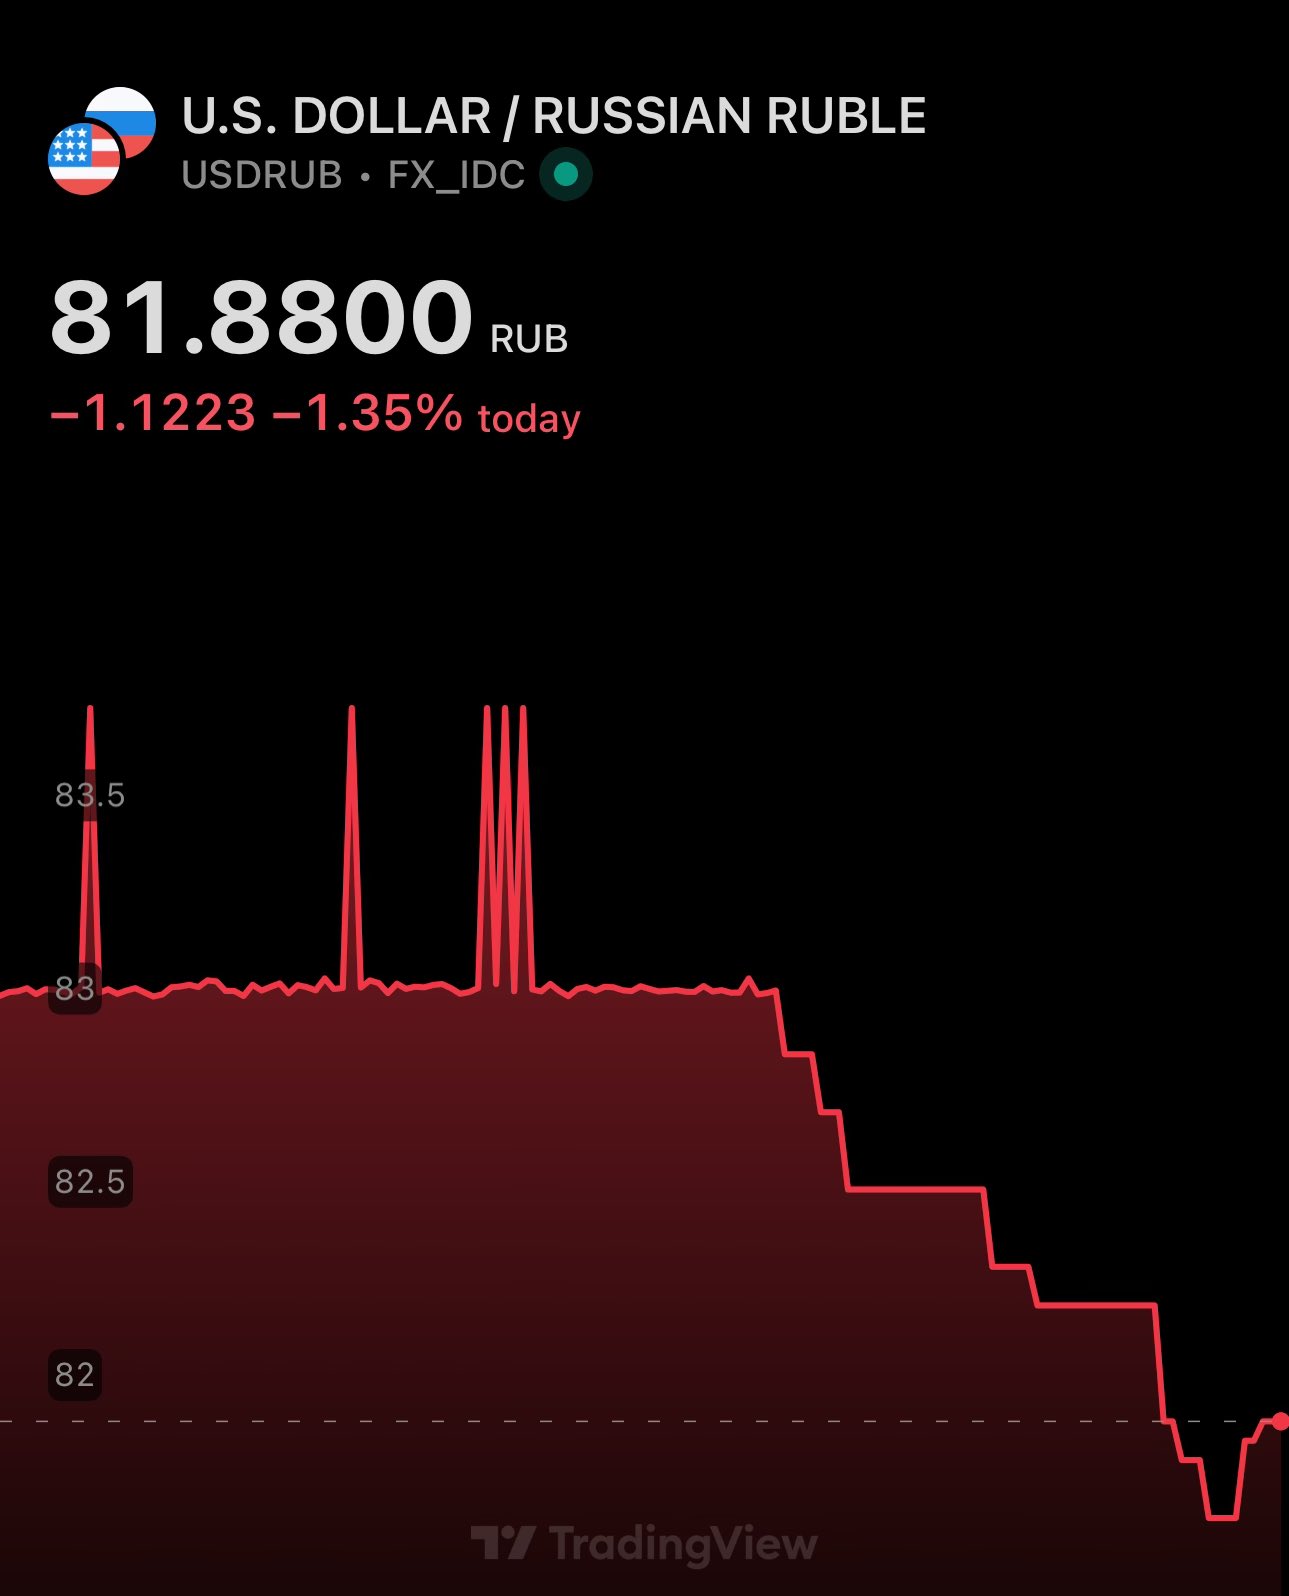 U.S. DOLLAR / RUSSIAN RUBLE
USDRUB • FX_IDC
81.8800 RUB
−1.1223 −1.35% today
83.5
83
82.5
82
TradingView